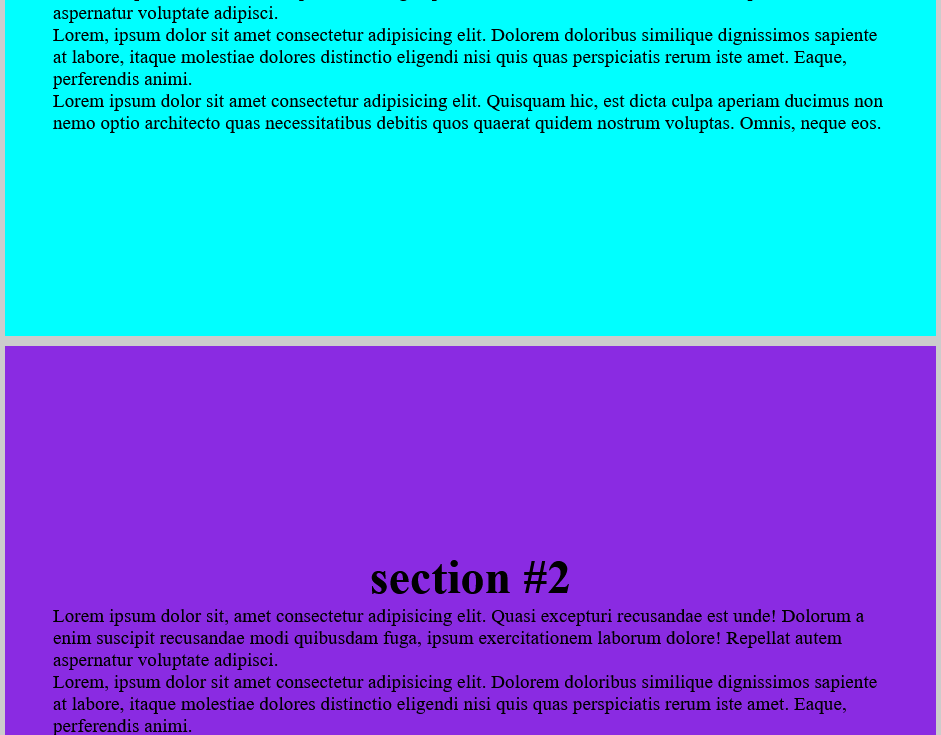 aspernatur voluptate adipisci.
Lorem, ipsum dolor sit amet consectetur adipisicing elit. Dolorem doloribus similique dignissimos sapiente
at labore, itaque molestiae dolores distinctio eligendi nisi quis quas perspiciatis rerum iste amet. Eaque,
perferendis animi.
Lorem ipsum dolor sit amet consectetur adipisicing elit. Quisquam hic, est dicta culpa aperiam ducimus non
nemo optio architecto quas necessitatibus debitis quos quaerat quidem nostrum voluptas. Omnis, neque eos.
section #2
Lorem ipsum dolor sit, amet consectetur adipisicing elit. Quasi excepturi recusandae est unde! Dolorum a
enim suscipit recusandae modi quibusdam fuga, ipsum exercitationem laborum dolore! Repellat autem
aspernatur voluptate adipisci.
Lorem, ipsum dolor sit amet consectetur adipisicing elit. Dolorem doloribus similique dignissimos sapiente
at labore, itaque molestiae dolores distinctio eligendi nisi quis quas perspiciatis rerum iste amet. Eaque,
perferendis animi.